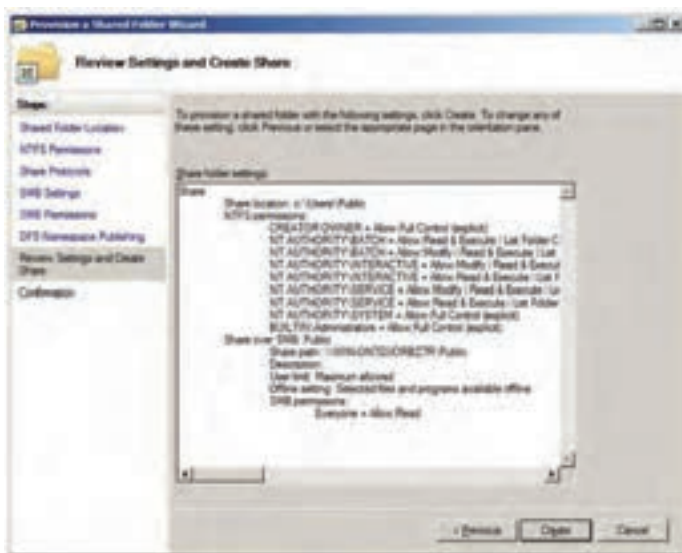 Provision a Shared Folder Wizard
Review Settings and Create Share
Steps:
Shared Folder Location
NTFS Permissions
Share Protocols
SMB Settings
SMB Permissions
DFS Namespace Publishing
Review Settings and Create Share
Confirmation
To provision a shared folder with the following settings, click Create. To change any of
these setting, click Previous or select the appropriate page in the orientation pane.
Share folder settings:
Share
Share location: c:\Users\Public
NTFS permissions:
CREATOR OWNER = Allow Full Control (explicit)
NT AUTHORITY\BATCH = Allow Read & Execute | List Folder C
NT AUTHORITY\BATCH = Allow Modify | Read & Execute | List
NT AUTHORITY\INTERACTIVE = Allow Modify | Read & Execut
NT AUTHORITY\INTERACTIVE = Allow Read & Execute | List F
NT AUTHORITY\SERVICE = Allow Modify | Read & Execute |
NT AUTHORITY\SERVICE = Allow Read & Execute | List Folder
NT AUTHORITY\SYSTEM = Allow Full Control (explicit)
BUILTIN\Administrators = Allow Full Control (explicit)
Share over SMB: Public
Share path: Public
Description:
User limit: Maximum allowed
Offline setting: Selected files and programs available offline
SMB permissions:
Everyone = Allow Read
< Previous
Create
Cancel